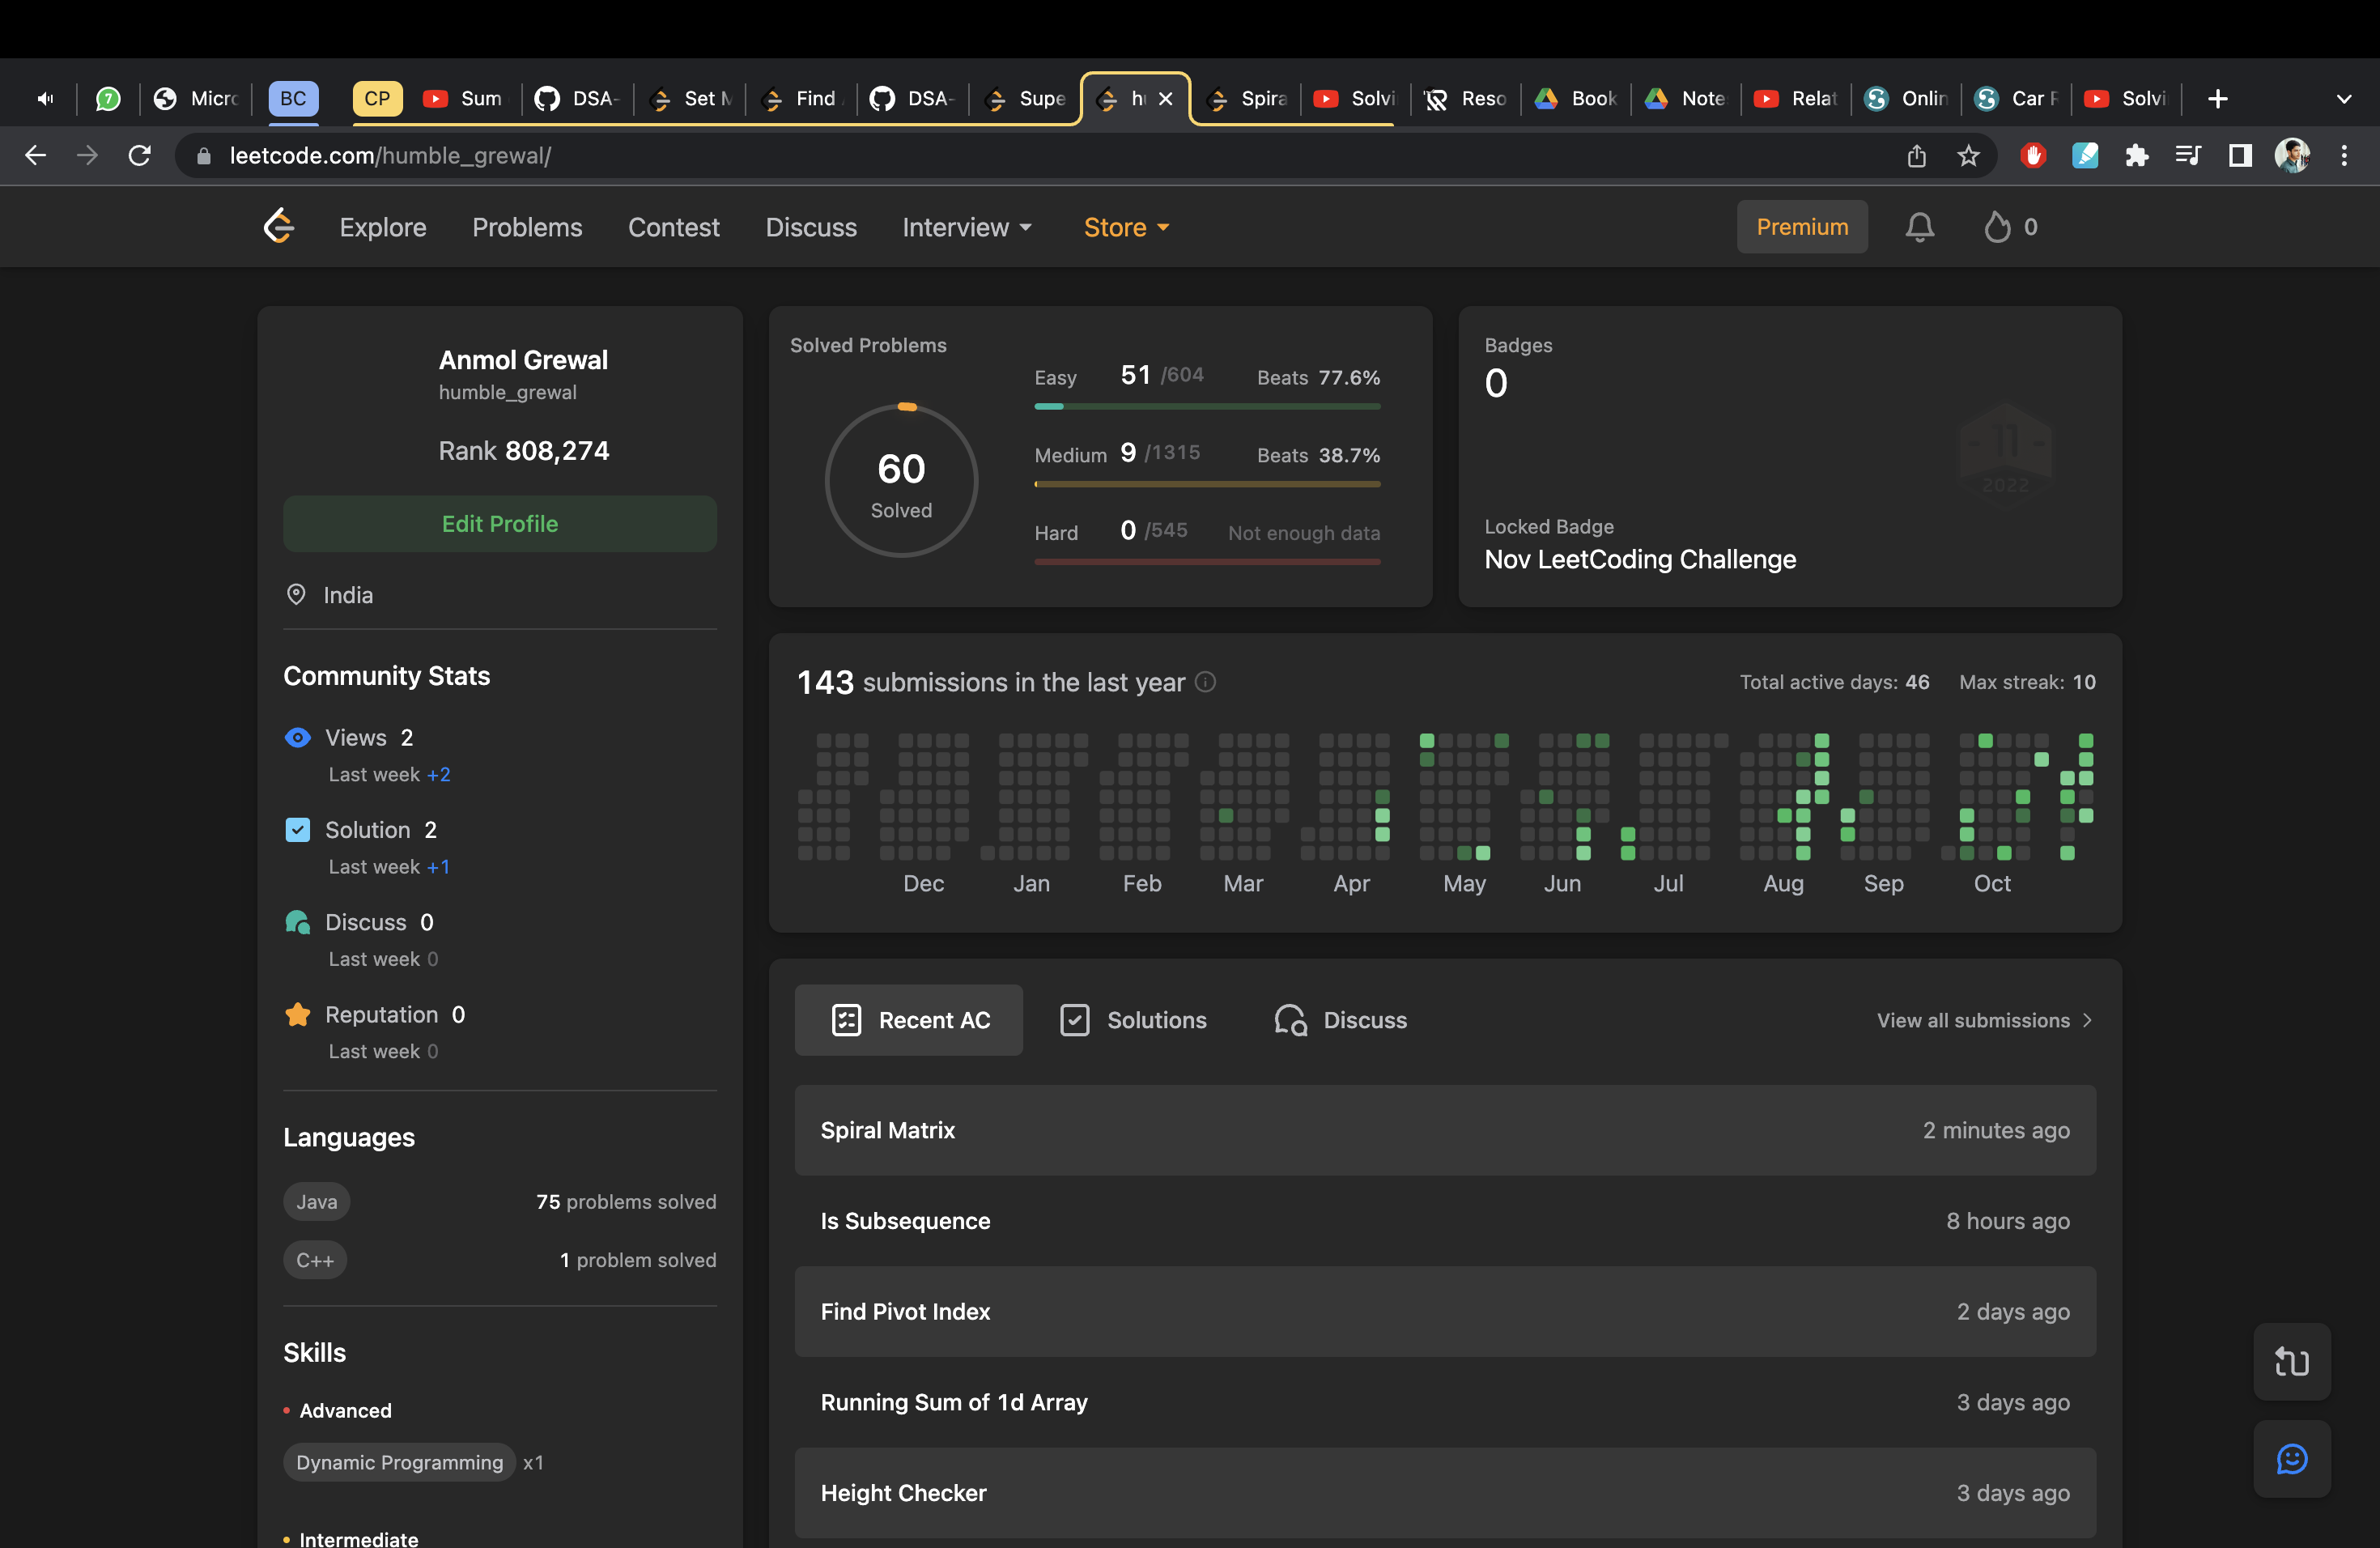 7
Micro
BC
CP
Sum
DSA-
Set M
Find
DSA-
Supe
Spira
Solvi
Reso
Book
Note
Relat
Onlin
Car R
Solvi
leetcode.com/humble_grewal/
Explore
Problems
Contest
Discuss
Interview
Store
Premium
0
Anmol Grewal
humble_grewal
Rank 808,274
Edit Profile
India
Community Stats
Views 2
Last week +2
Solution 2
Last week +1
Discuss 0
Last week 0
Reputation 0
Last week 0
Languages
Java 75 problems solved
C++ 1 problem solved
Skills
Advanced
Dynamic Programming x1
Intermediate
Solved Problems
60
Solved
Easy 51 /604 Beats 77.6%
Medium 9 /1315 Beats 38.7%
Hard 0 /545 Not enough data
Badges
0
11
2022
Locked Badge
Nov LeetCoding Challenge
143 submissions in the last year
Total active days: 46 Max streak: 10
Dec Jan Feb Mar Apr May Jun Jul Aug Sep Oct
Recent AC
Solutions
Discuss
View all submissions
Spiral Matrix 2 minutes ago
Is Subsequence 8 hours ago
Find Pivot Index 2 days ago
Running Sum of 1d Array 3 days ago
Height Checker 3 days ago